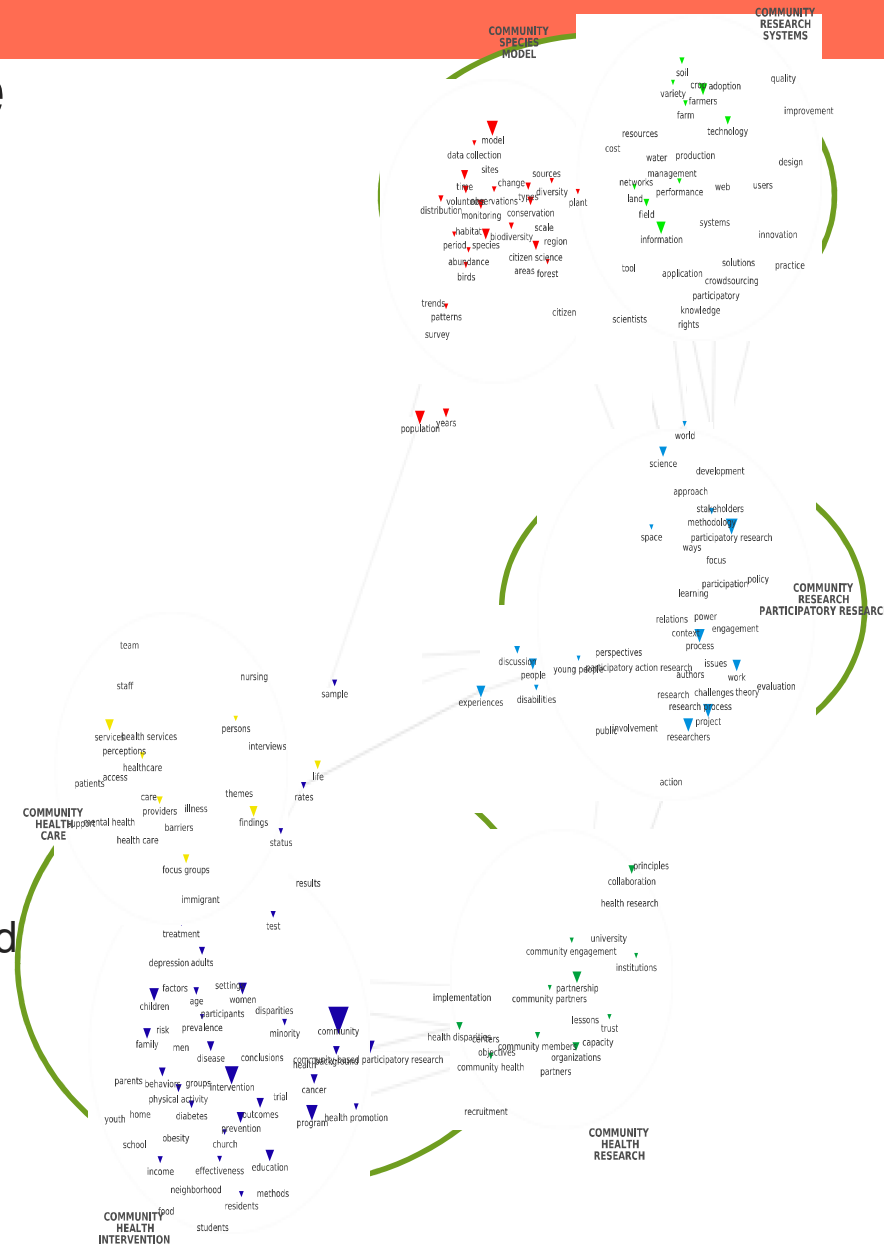 COMMUNITY
SPECIES
MODEL
COMMUNITY
RESEARCH
SYSTEMS
e
soil
crop
adoption
variety
farmers
farm
technology
quality
improvement
resources
cost
water
production
design
management
networks
performance
web
users
land
field
systems
information
innovation
solutions
practice
tool
application
crowdsourcing
participatory
knowledge
scientists
rights
model
data collection
sites
sources
change
time
diversity
types
plant
volunteers
observations
distribution
monitoring
conservation
scale
habitat
biodiversity
region
period
species
citizen science
abundance
areas
forest
birds
trends
patterns
citizen
survey
population
years
world
science
development
approach
stakeholders
methodology
space
participatory research
ways
focus
participation
policy
learning
COMMUNITY
RESEARCH
PARTICIPATORY RESEARC
relations
power
engagement
context
process
perspectives
discussion
people
young people
participatory action research
issues
authors
work
evaluation
experiences
disabilities
research
challenges
theory
research process
project
public
involvement
researchers
action
team
nursing
staff
sample
services
health services
persons
perceptions
interviews
healthcare
access
patients
life
care
themes
rates
providers
illness
COMMUNITY
HEALTH
CARE
support
mental health
barriers
findings
health care
status
focus groups
results
immigrant
d
test
treatment
depression
adults
factors
settings
children
age
women
participants
disparities
prevalence
minority
community
risk
family
men
disease
conclusions
community-based participatory research
background
health
parents
behaviors
groups
intervention
cancer
physical activity
trial
diabetes
outcomes
program
health promotion
youth
home
prevention
obesity
church
school
income
effectiveness
education
neighborhood
methods
residents
food
students
COMMUNITY
HEALTH
INTERVENTION
principles
collaboration
health research
university
community engagement
institutions
partnership
implementation
community partners
lessons
trust
health disparities
centers
capacity
community members
objectives
organizations
community health
partners
recruitment
COMMUNITY
HEALTH
RESEARCH